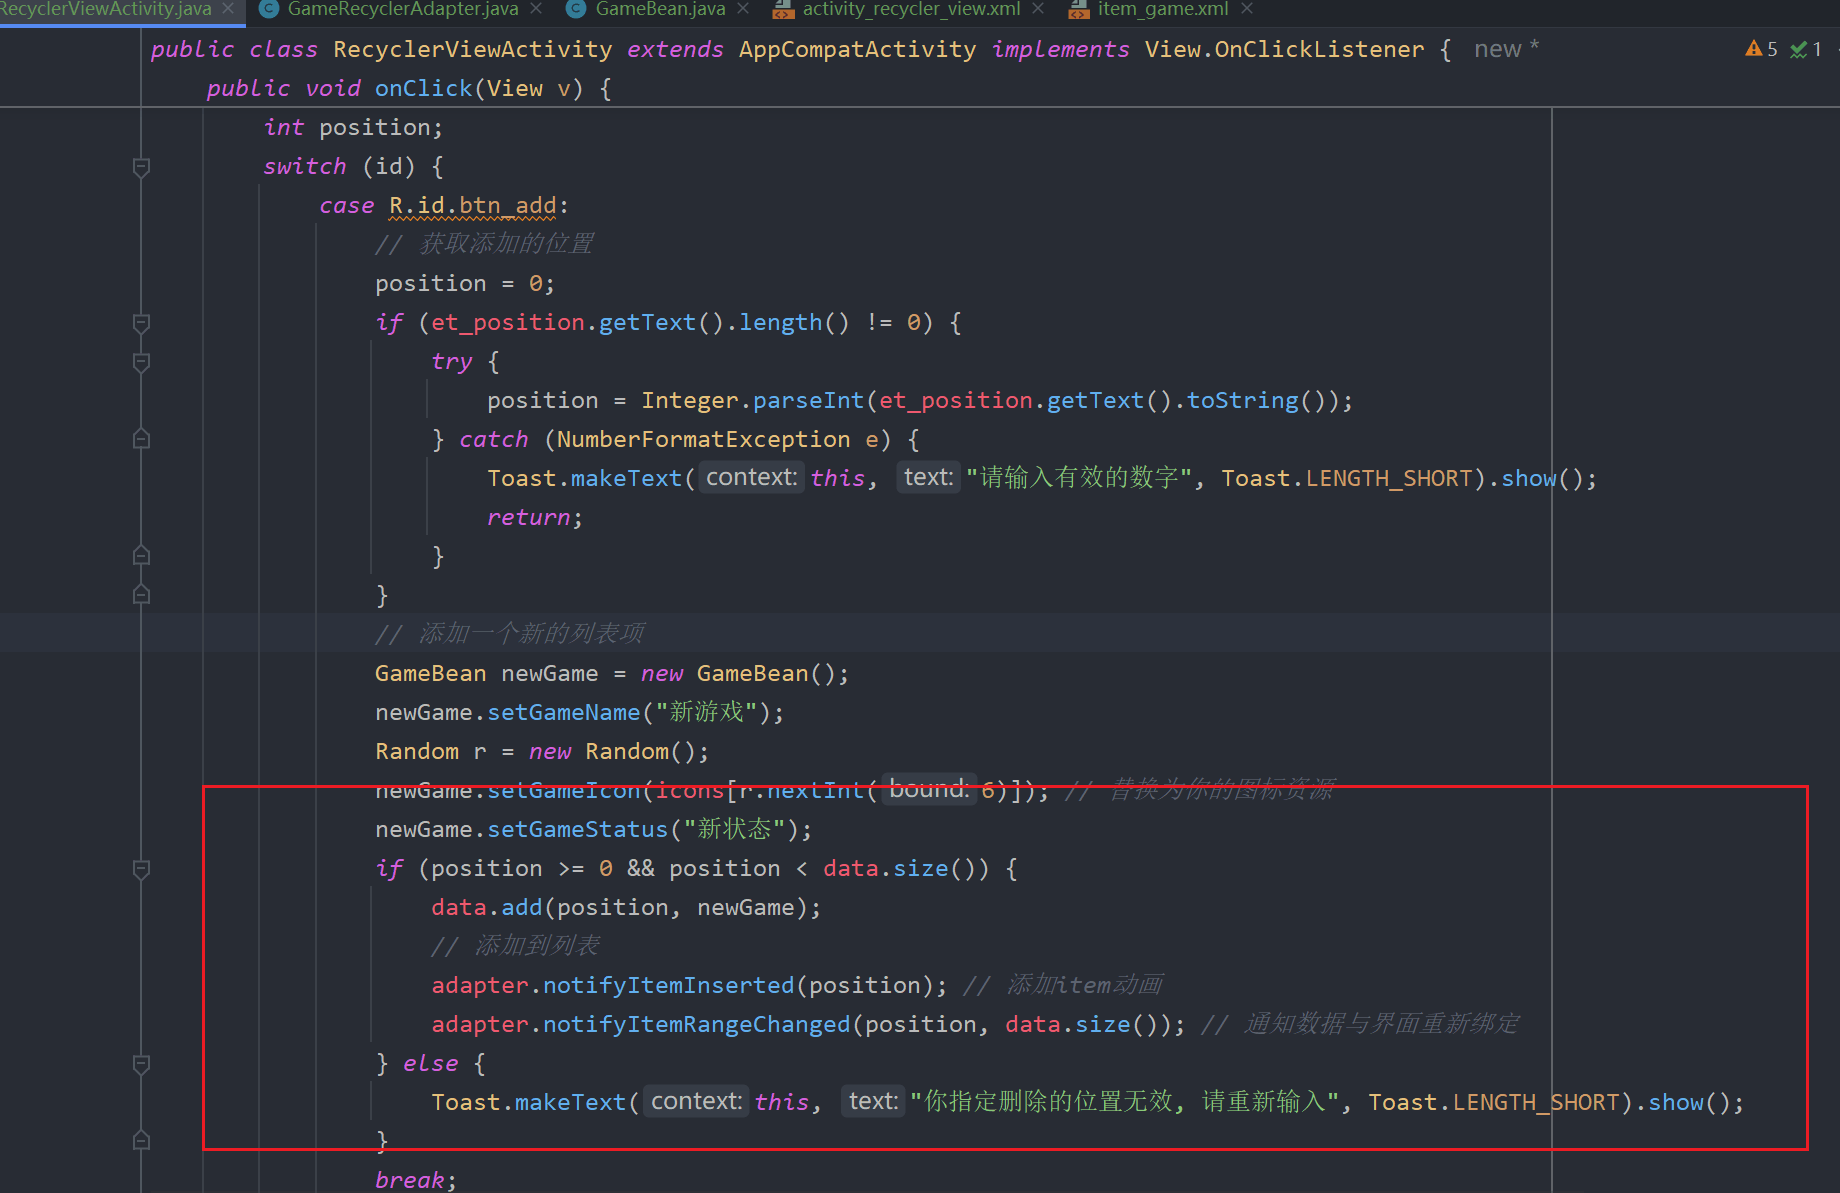 RecyclerViewActivity.java GameRecyclerAdapter.java GameBean.java activity_recycler_view.xml item_game.xml
public class RecyclerViewActivity extends AppCompatActivity implements View.OnClickListener { new * 5 1
public void onClick(View v) {
int position;
switch (id) {
case R.id.btn_add:
// 获取添加的位置
position = 0;
if (et_position.getText().length() != 0) {
try {
position = Integer.parseInt(et_position.getText().toString());
} catch (NumberFormatException e) {
Toast.makeText( context: this, text: "请输入有效的数字", Toast.LENGTH_SHORT).show();
return;
}
}
// 添加一个新的列表项
GameBean newGame = new GameBean();
newGame.setGameName("新游戏");
Random r = new Random();
newGame.setGameIcon(icons[r.nextInt( bound: 6)]); // 替换为你的图标资源
newGame.setGameStatus("新状态");
if (position >= 0 && position < data.size()) {
data.add(position, newGame);
// 添加到列表
adapter.notifyItemInserted(position); // 添加item动画
adapter.notifyItemRangeChanged(position, data.size()); // 通知数据与界面重新绑定
} else {
Toast.makeText( context: this, text: "你指定删除的位置无效, 请重新输入", Toast.LENGTH_SHORT).show();
}
break;